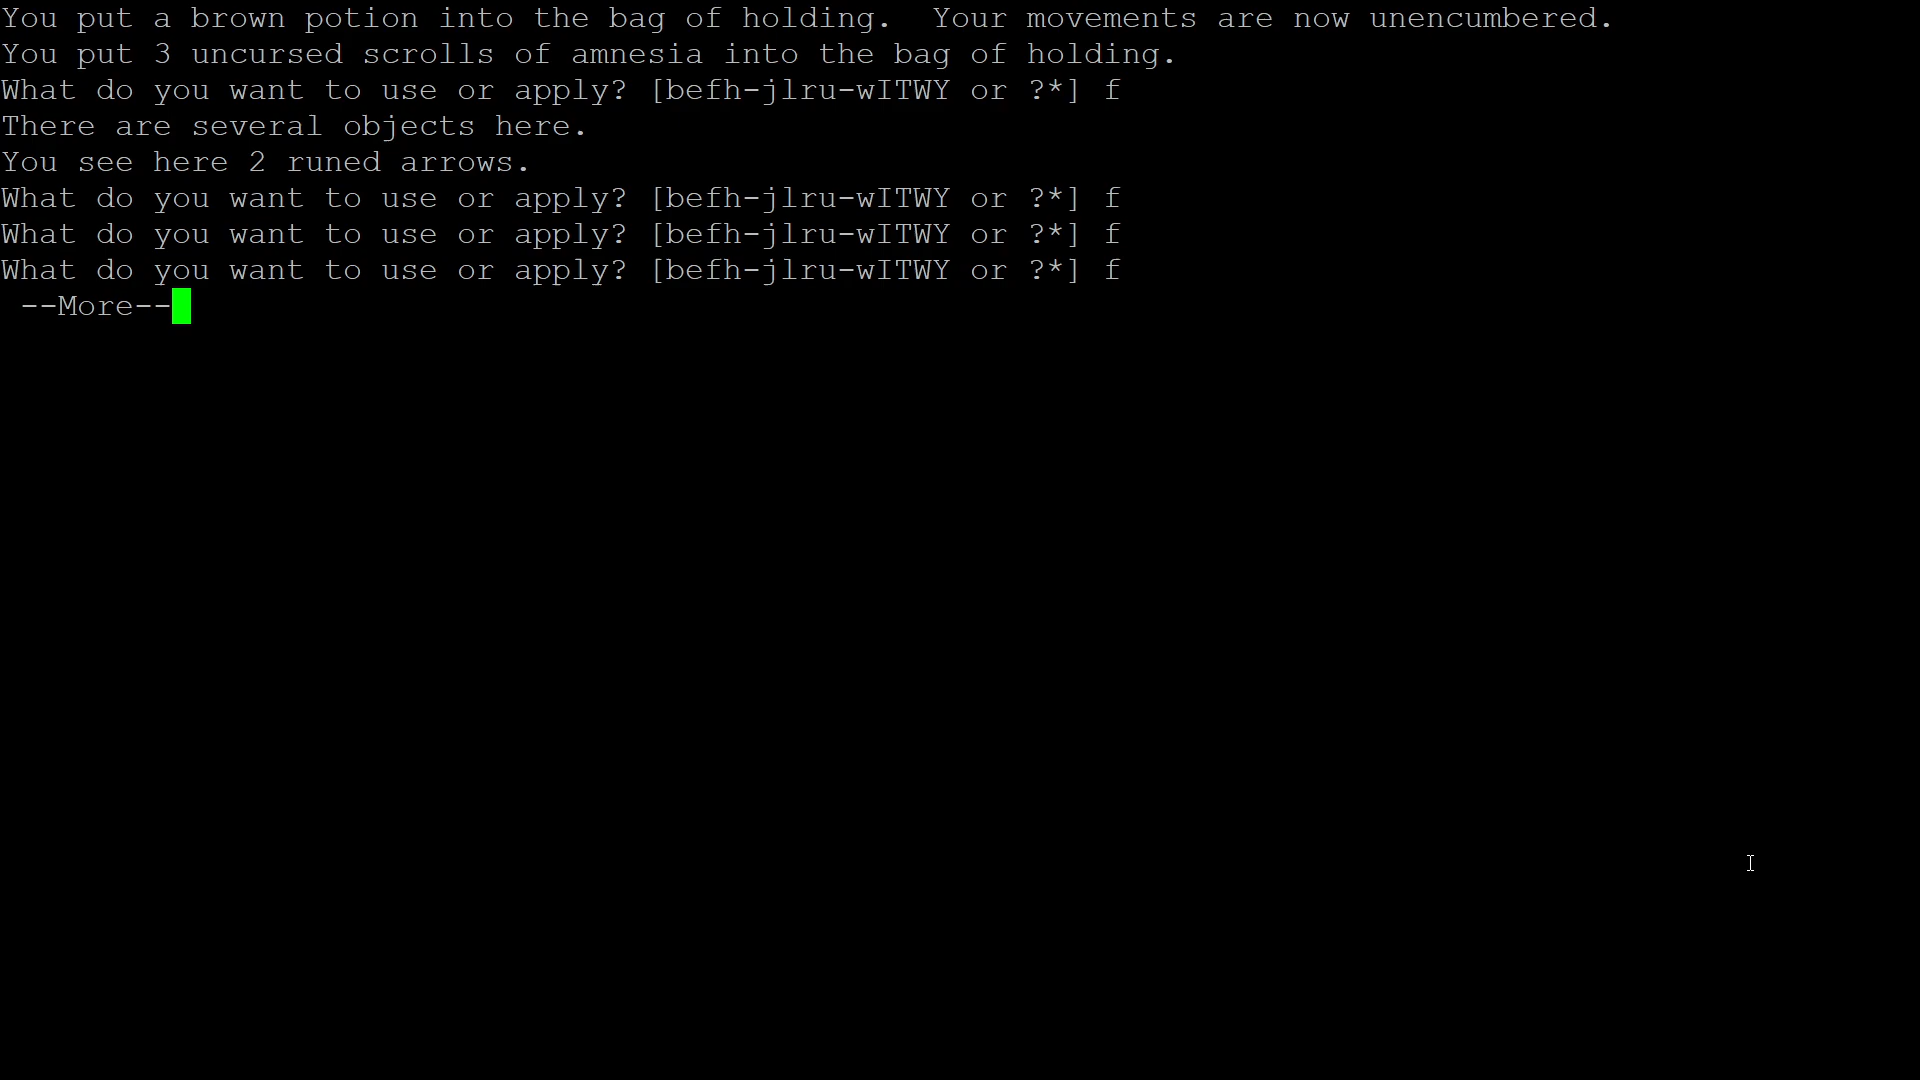 You put a brown potion into the bag of holding.  Your movements are now unencumbered.
You put 3 uncursed scrolls of amnesia into the bag of holding.
What do you want to use or apply? [befh-jlru-wITWY or ?*] f
There are several objects here.
You see here 2 runed arrows.
What do you want to use or apply? [befh-jlru-wITWY or ?*] f
What do you want to use or apply? [befh-jlru-wITWY or ?*] f
What do you want to use or apply? [befh-jlru-wITWY or ?*] f
--More--